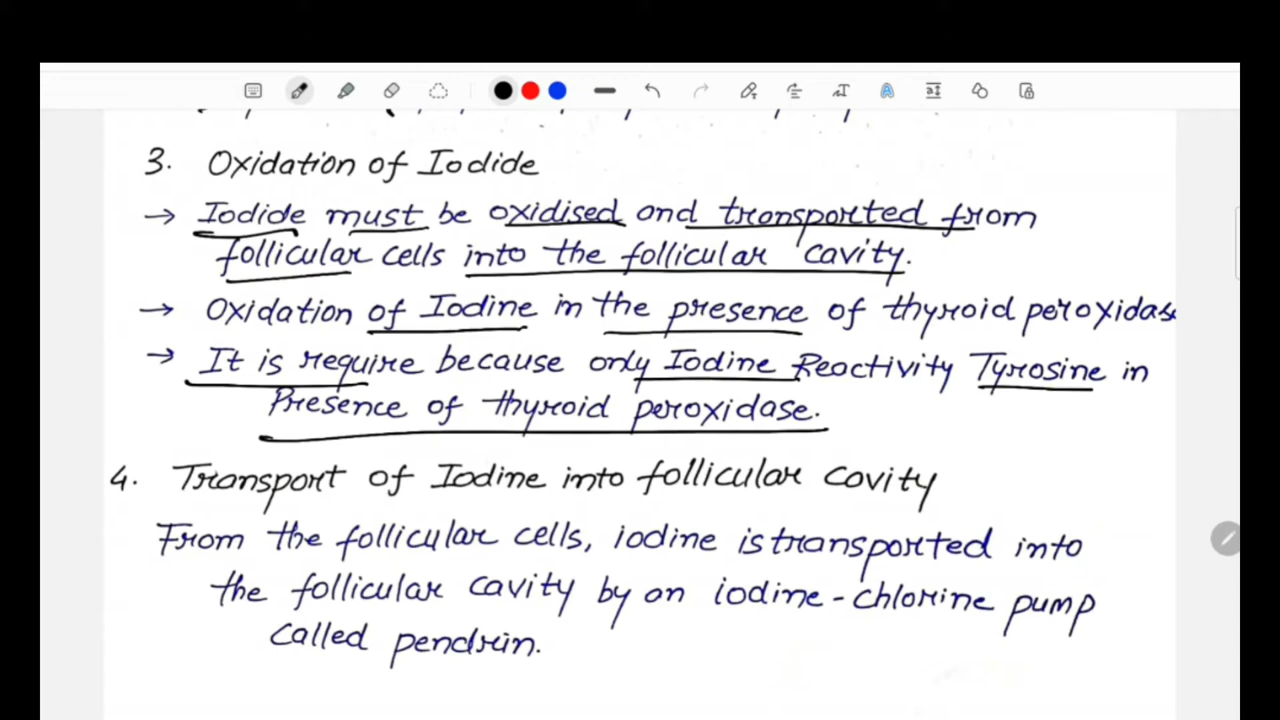 3. Oxidation of Iodide
→ Iodide must be oxidised and transported from
follicular cells into the follicular cavity.
→ Oxidation of Iodine in the presence of thyroid peroxidase
→ It is require because only Iodine Reactivity Tyrosine in
Presence of thyroid peroxidase.
4. Transport of Iodine into follicular cavity
From the follicular cells, iodine is transported into
the follicular cavity by an iodine-chlorine pump
called pendrin.